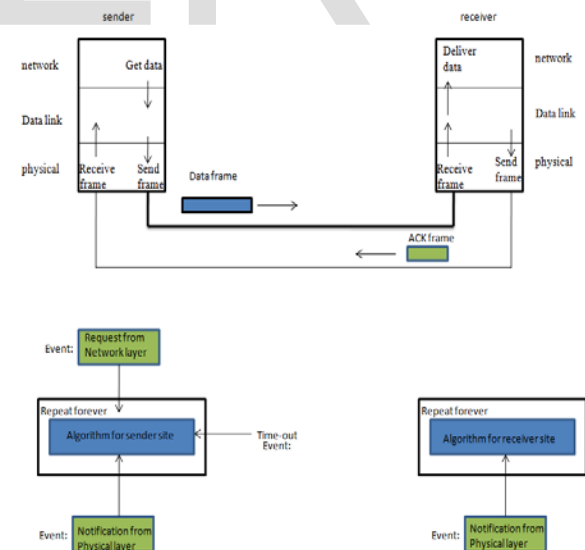 sender
receiver
network
Get data
Deliver
data
network
Data link
Data link
physical
Receive
frame
Send
frame
Data frame
Receive
frame
Send
frame
physical
ACK frame
Event:
Request from
Network layer
Repeat forever
Algorithm for sender site
Time-out
Event:
Repeat forever
Algorithm for receiver site
Event:
Notification from
Physical layer
Event:
Notification from
Physical layer